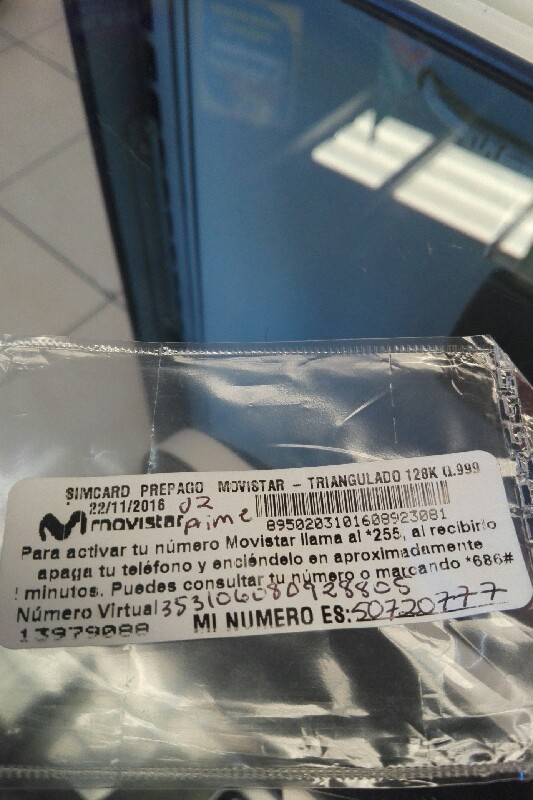 SIMCARD PREPAGO MOVISTAR - TRIANGULADO 128K Q.999
22/11/2016 J2
movistar prime 8950203101608923081
Para activar tu número Movistar llama al *255, al recibirlo
apaga tu teléfono y enciéndelo en aproximadamente
minutos. Puedes consultar tu número o marcando *686#
Número Virtual 353106080928805
13979088 MI NUMERO ES: 50720777